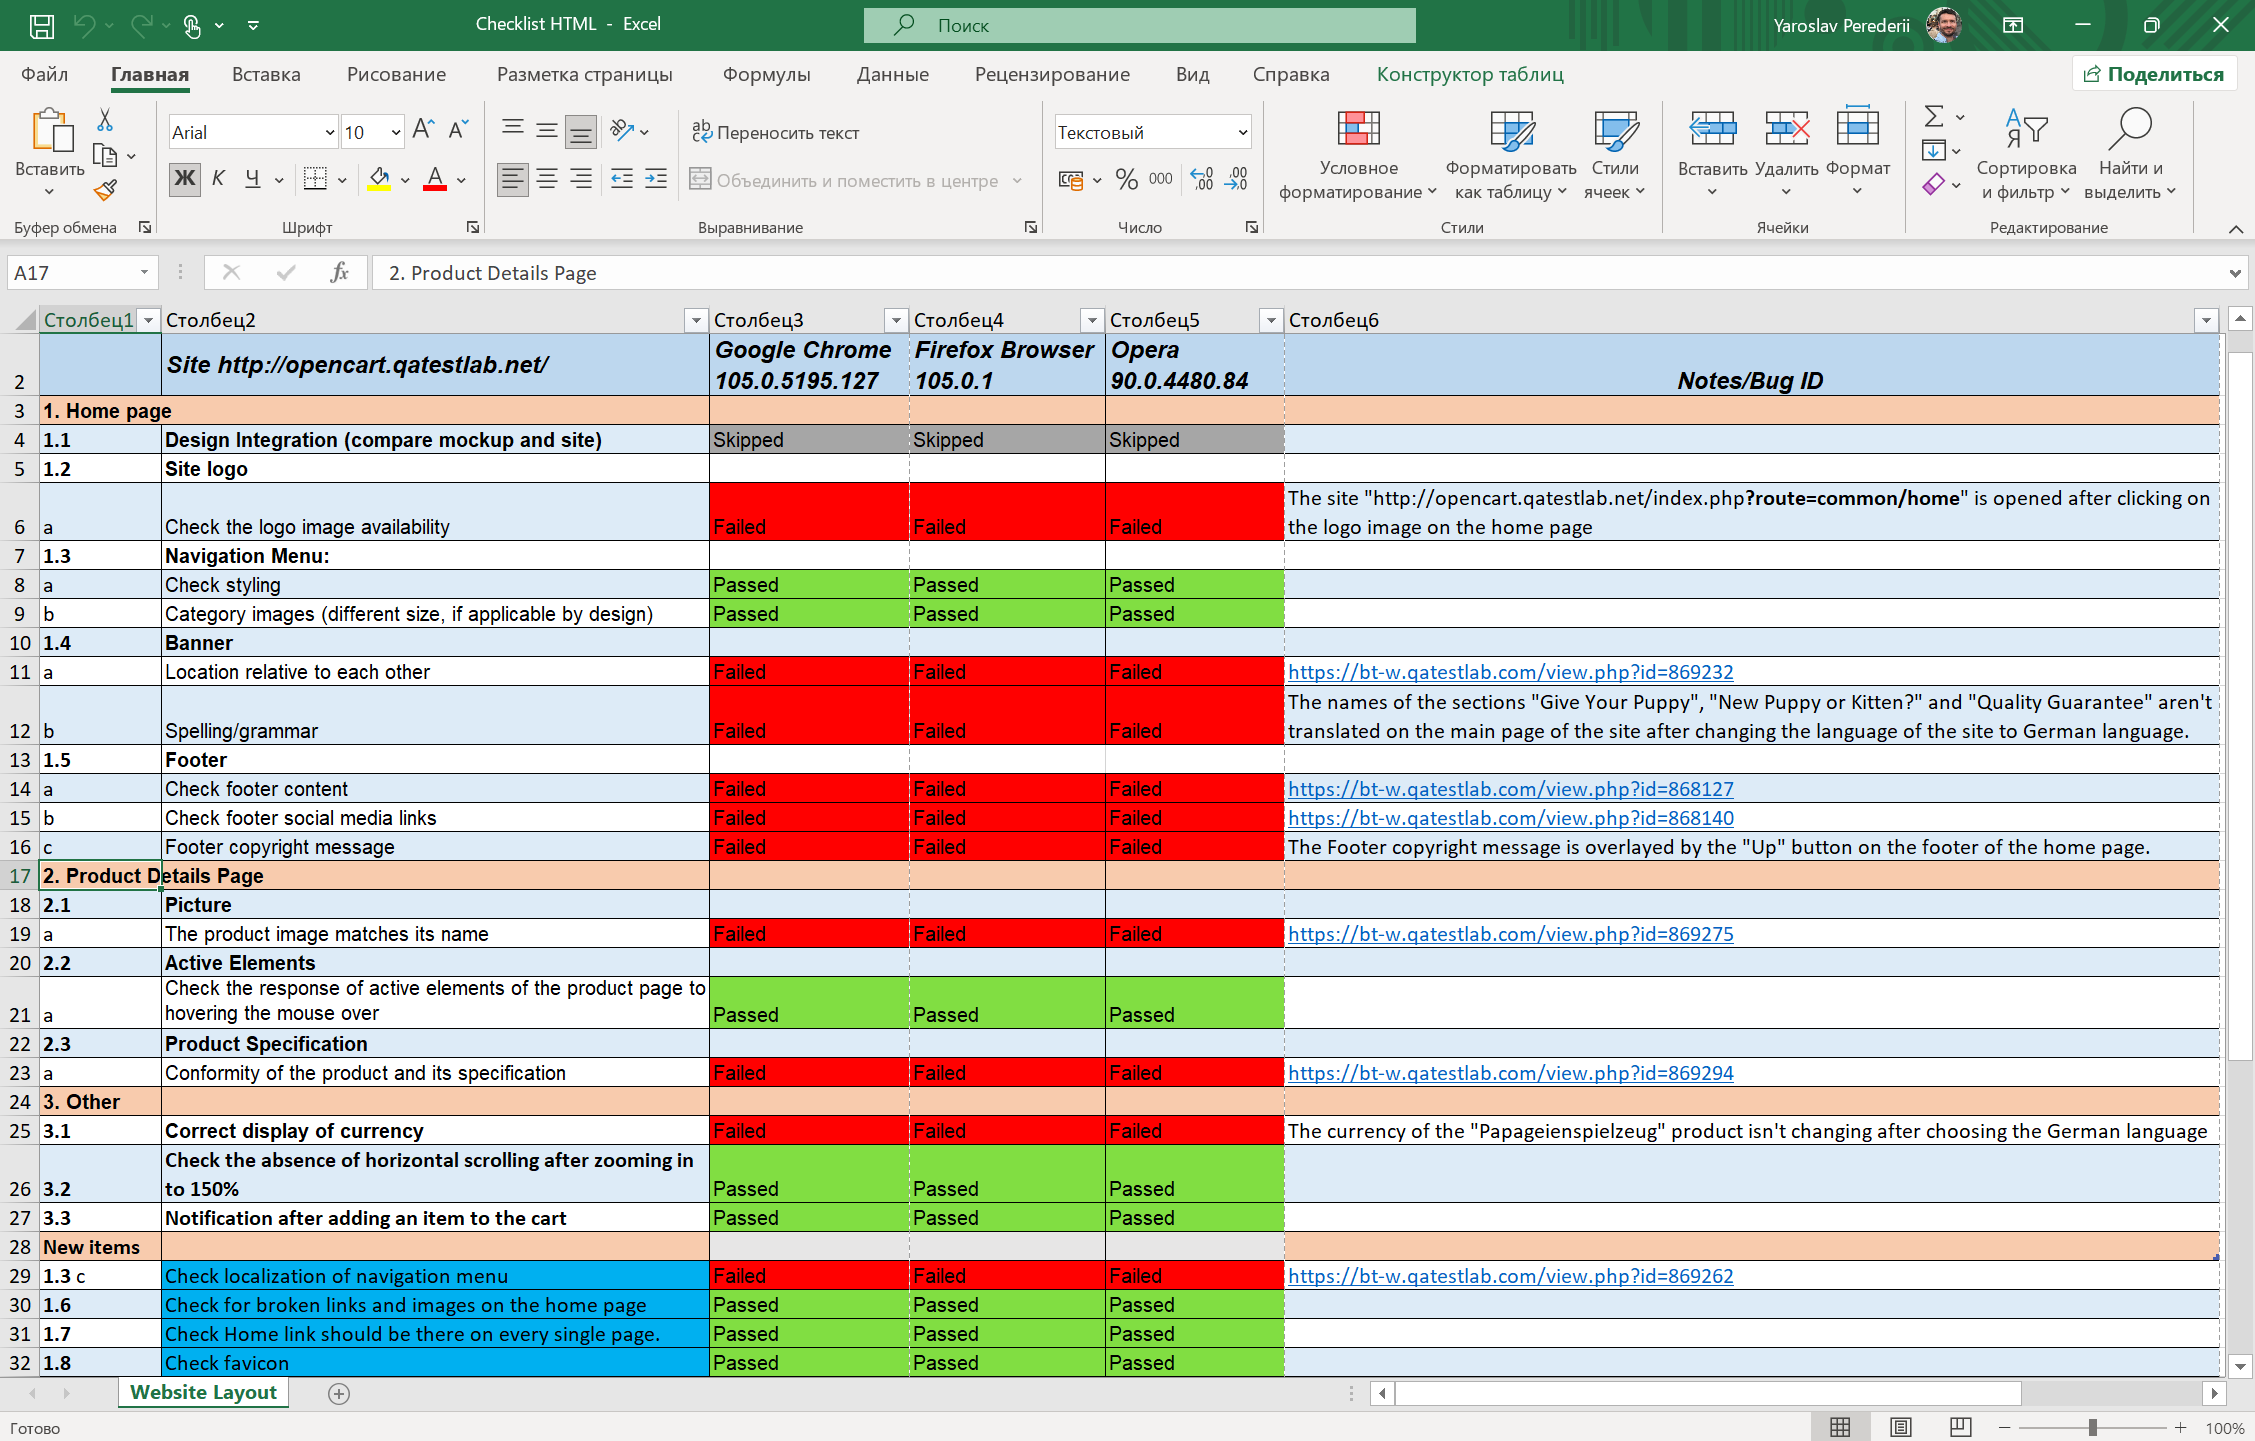 Checklist HTML - Excel
Поиск
Yaroslav Perederii
Файл Главная Вставка Рисование Разметка страницы Формулы Данные Рецензирование Вид Справка Конструктор таблиц Поделиться
Вставить
Буфер обмена
Arial 10
Ж К Ч
Шрифт
Переносить текст
Объединить и поместить в центре
Выравнивание
Текстовый
% 000
Число
Условное форматирование
Форматировать как таблицу
Стили ячеек
Стили
Вставить Удалить Формат
Ячейки
Сортировка и фильтр
Найти и выделить
Редактирование
A17 fx 2. Product Details Page
Столбец1 Столбец2 Столбец3 Столбец4 Столбец5 Столбец6
2 Site http://opencart.qatestlab.net/ Google Chrome 105.0.5195.127 Firefox Browser 105.0.1 Opera 90.0.4480.84 Notes/Bug ID
3 1. Home page
4 1.1 Design Integration (compare mockup and site) Skipped Skipped Skipped
5 1.2 Site logo
6 a Check the logo image availability Failed Failed Failed The site "http://opencart.qatestlab.net/index.php?route=common/home" is opened after clicking on
the logo image on the home page
7 1.3 Navigation Menu:
8 a Check styling Passed Passed Passed
9 b Category images (different size, if applicable by design) Passed Passed Passed
10 1.4 Banner
11 a Location relative to each other Failed Failed Failed https://bt-w.qatestlab.com/view.php?id=869232
12 b Spelling/grammar Failed Failed Failed The names of the sections "Give Your Puppy", "New Puppy or Kitten?" and "Quality Guarantee" aren't
translated on the main page of the site after changing the language of the site to German language.
13 1.5 Footer
14 a Check footer content Failed Failed Failed https://bt-w.qatestlab.com/view.php?id=868127
15 b Check footer social media links Failed Failed Failed https://bt-w.qatestlab.com/view.php?id=868140
16 c Footer copyright message Failed Failed Failed The Footer copyright message is overlayed by the "Up" button on the footer of the home page.
17 2. Product Details Page
18 2.1 Picture
19 a The product image matches its name Failed Failed Failed https://bt-w.qatestlab.com/view.php?id=869275
20 2.2 Active Elements
21 a Check the response of active elements of the product page to
hovering the mouse over Passed Passed Passed
22 2.3 Product Specification
23 a Conformity of the product and its specification Failed Failed Failed https://bt-w.qatestlab.com/view.php?id=869294
24 3. Other
25 3.1 Correct display of currency Failed Failed Failed The currency of the "Papageienspielzeug" product isn't changing after choosing the German language
26 3.2 Check the absence of horizontal scrolling after zooming in
to 150% Passed Passed Passed
27 3.3 Notification after adding an item to the cart Passed Passed Passed
28 New items
29 1.3 c Check localization of navigation menu Failed Failed Failed https://bt-w.qatestlab.com/view.php?id=869262
30 1.6 Check for broken links and images on the home page Passed Passed Passed
31 1.7 Check Home link should be there on every single page. Passed Passed Passed
32 1.8 Check favicon Passed Passed Passed
Website Layout
Готово 100%